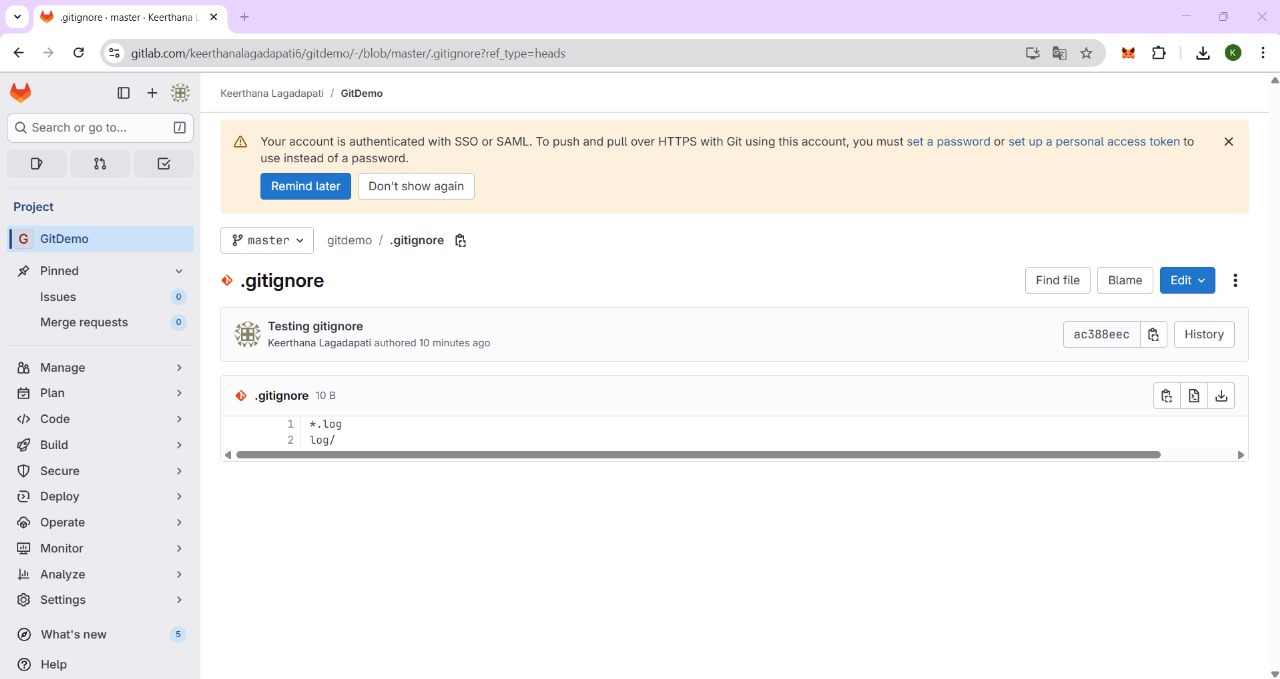 .gitignore · master · Keerthana L
gitlab.com/keerthanalagadapati6/gitdemo/-/blob/master/.gitignore?ref_type=heads
K
Keerthana Lagadapati / GitDemo
Search or go to... /
Your account is authenticated with SSO or SAML. To push and pull over HTTPS with Git using this account, you must set a password or set up a personal access token to
use instead of a password.
Remind later Don't show again
Project
G GitDemo
master gitdemo / .gitignore
Pinned
.gitignore Find file Blame Edit
Issues 0
Merge requests 0
Testing gitignore
Keerthana Lagadapati authored 10 minutes ago
ac388eec History
Manage
Plan
.gitignore 10 B
Code
1 *.log
2 log/
Build
Secure
Deploy
Operate
Monitor
Analyze
Settings
What's new 5
Help